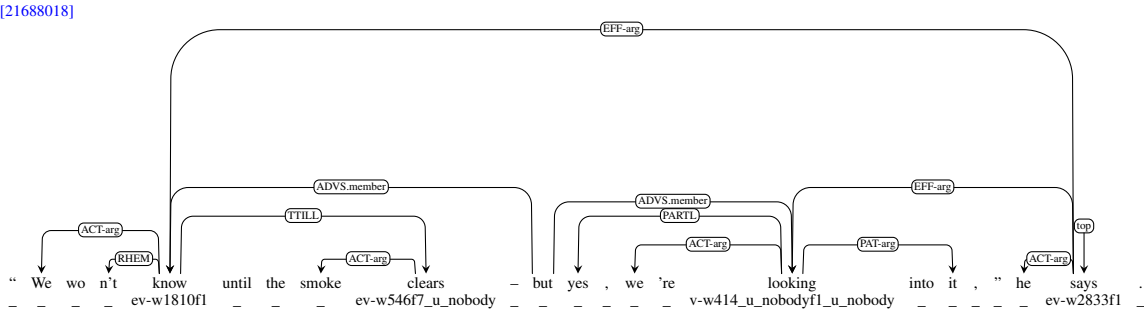 [21688018]
EFF-arg
ADVS.member EFF-arg
ADVS.member
TTILL PARTL
top
ACT-arg ACT-arg PAT-arg
RHEM ACT-arg ACT-arg
“ We wo n't know until the smoke clears – but yes , we 're looking into it , ” he says .
_ _ _ _ ev-w1810f1 _ _ _ ev-w546f7_u_nobody _ _ _ _ _ _ v-w414_u_nobodyf1_u_nobody _ _ _ _ _ ev-w2833f1 _